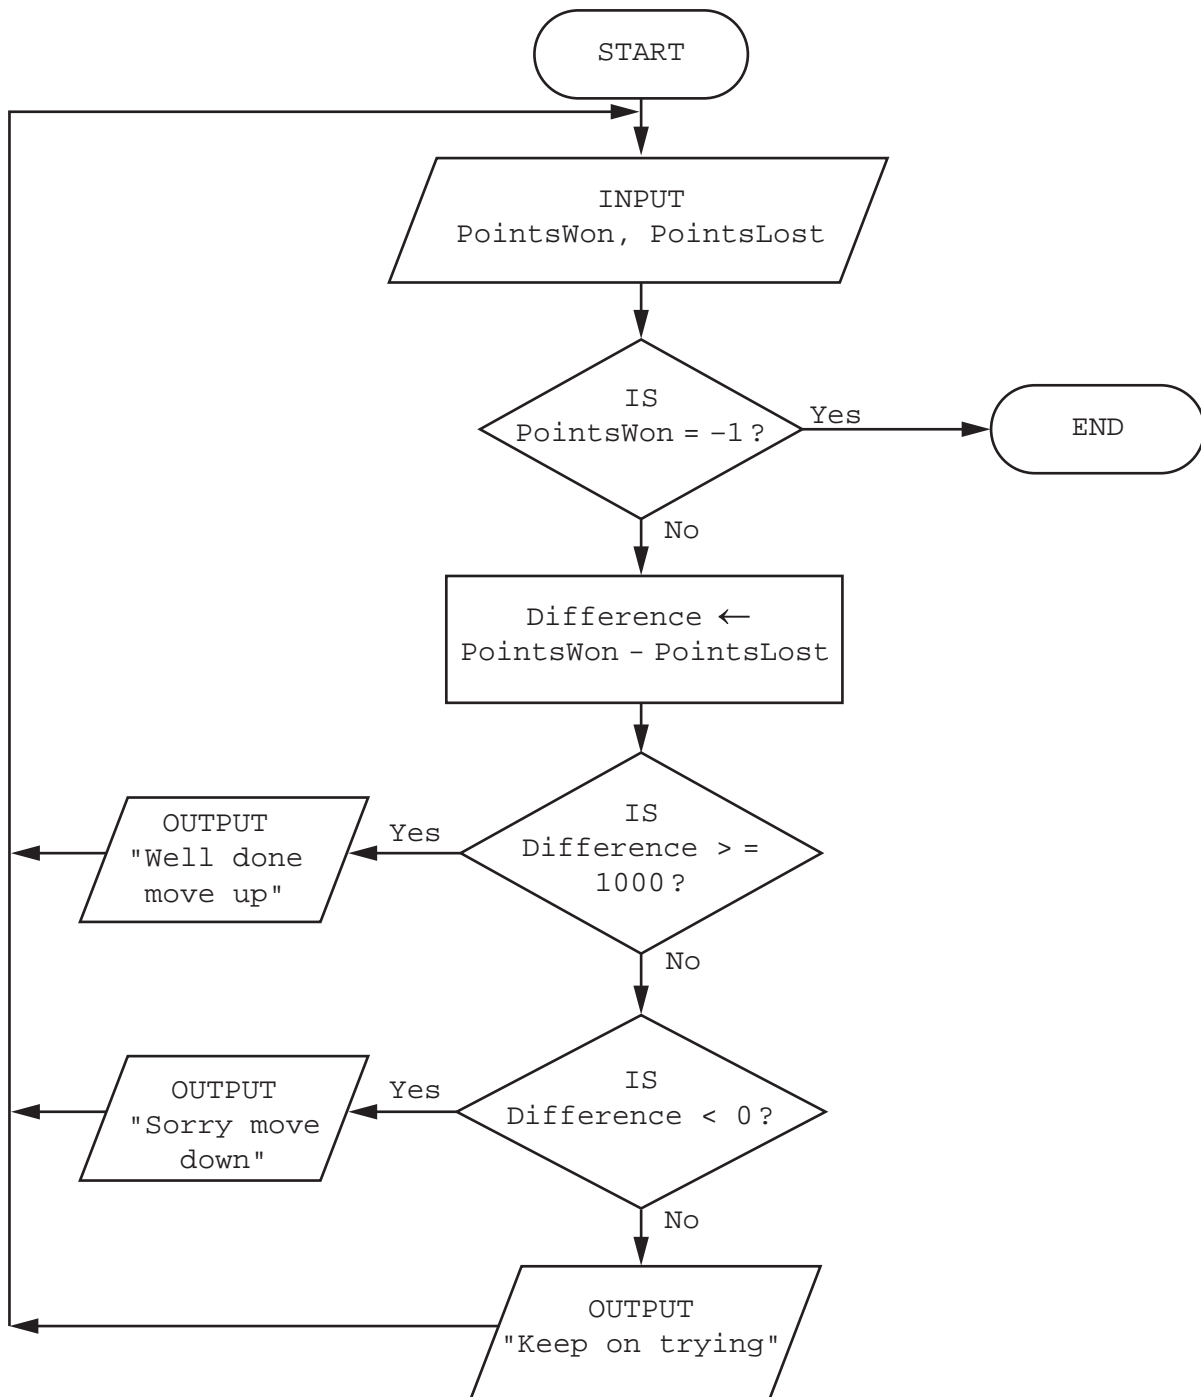 START
INPUT
PointsWon, PointsLost
IS
PointsWon = –1 ?
Yes
END
No
Difference ←
PointsWon – PointsLost
IS
Difference > =
1000 ?
Yes
OUTPUT
"Well done
move up"
No
IS
Difference < 0 ?
Yes
OUTPUT
"Sorry move
down"
No
OUTPUT
"Keep on trying"